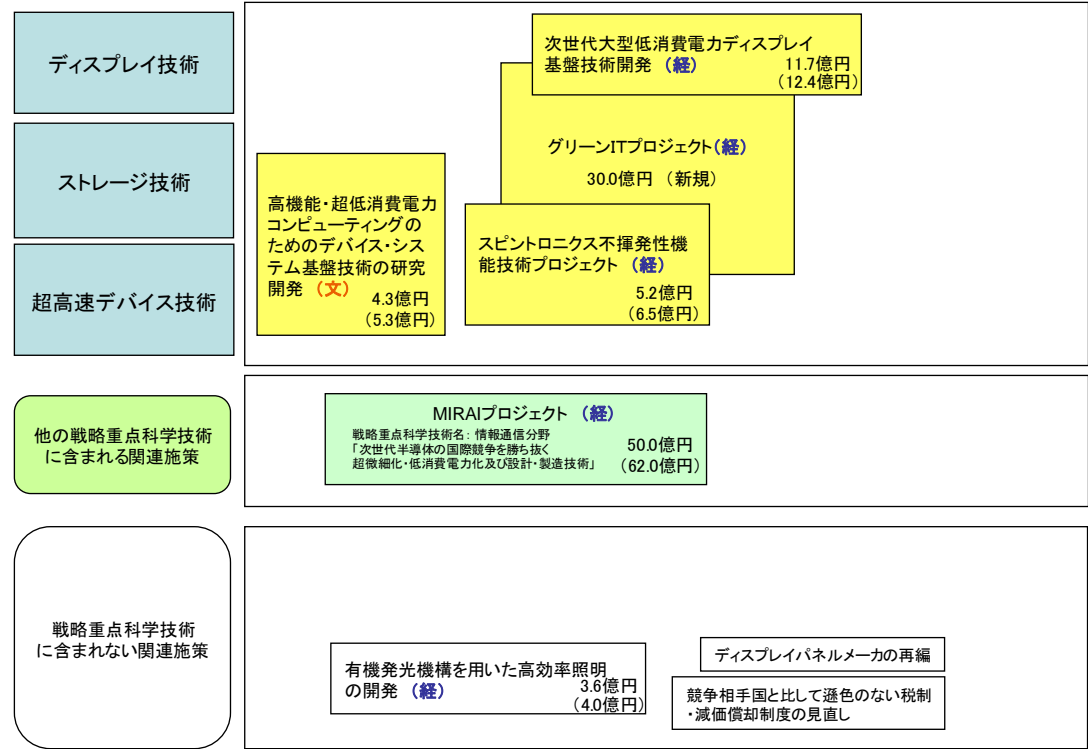 ディスプレイ技術
ストレージ技術
超高速デバイス技術
次世代大型低消費電力ディスプレイ
基盤技術開発 (経) 11.7億円
(12.4億円)
グリーンITプロジェクト(経)
30.0億円 (新規)
高機能・超低消費電力
コンピューティングの
ためのデバイス・シス
テム基盤技術の研究
開発 (文) 4.3億円
(5.3億円)
スピントロニクス不揮発性機
能技術プロジェクト (経)
5.2億円
(6.5億円)
他の戦略重点科学技術
に含まれる関連施策
MIRAIプロジェクト (経)
戦略重点科学技術名：情報通信分野
「次世代半導体の国際競争を勝ち抜く
超微細化・低消費電力化及び設計・製造技術」
50.0億円
(62.0億円)
戦略重点科学技術
に含まれない関連施策
有機発光機構を用いた高効率照明
の開発 (経) 3.6億円
(4.0億円)
ディスプレイパネルメーカの再編
競争相手国と比して遜色のない税制
・減価償却制度の見直し